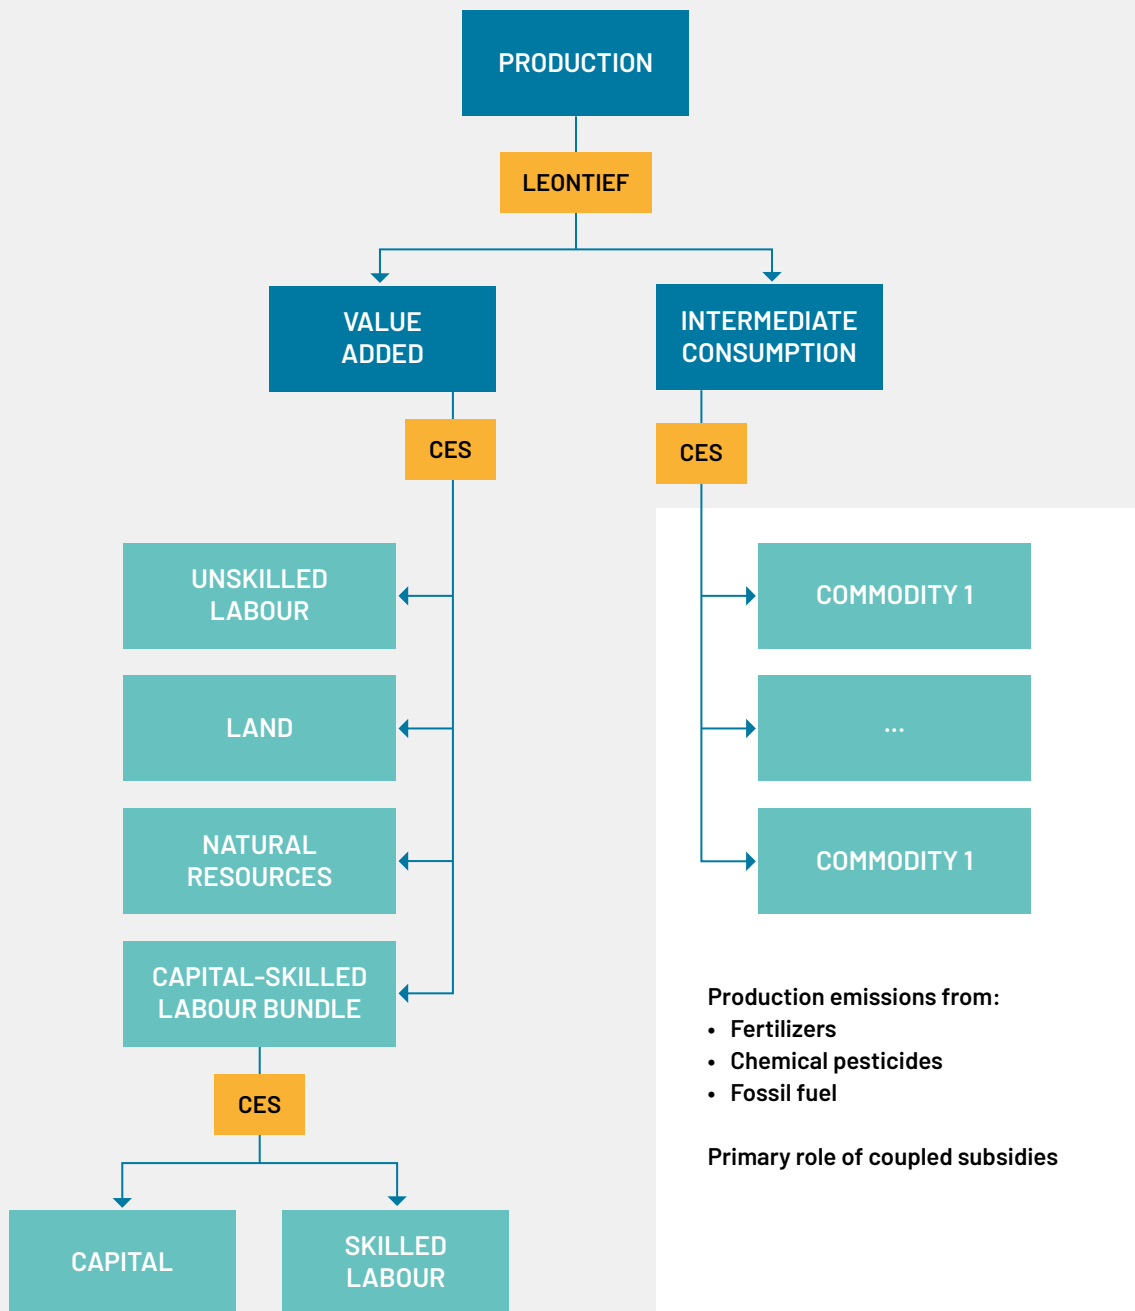 PRODUCTION
LEONTIEF
VALUE
ADDED
INTERMEDIATE
CONSUMPTION
CES
CES
UNSKILLED
LABOUR
COMMODITY 1
LAND
...
NATURAL
RESOURCES
COMMODITY 1
CAPITAL-SKILLED
LABOUR BUNDLE
Production emissions from:
• Fertilizers
• Chemical pesticides
• Fossil fuel
Primary role of coupled subsidies
CES
CAPITAL
SKILLED
LABOUR